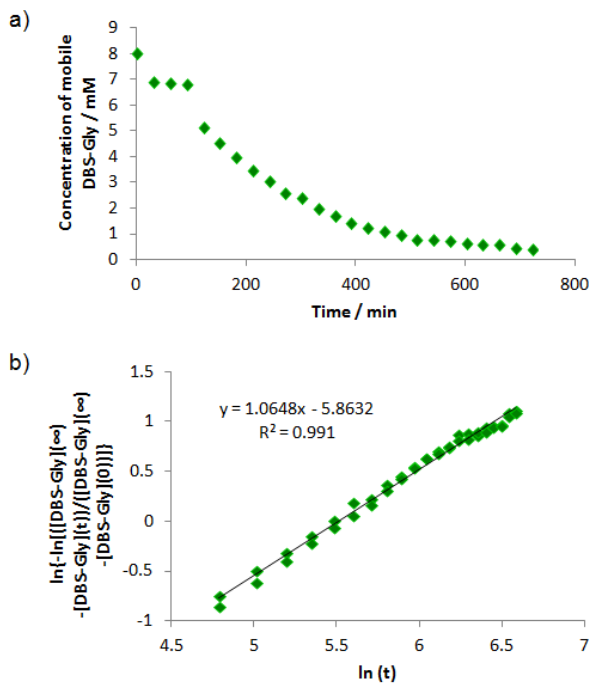 a)
Concentration of mobile
DBS-Gly / mM
9
8
7
6
5
4
3
2
1
0
0 200 400 600 800
Time / min
b)
ln{-ln[([DBS-Gly](∞)
-[DBS-Gly](t))/([DBS-Gly](∞)
-[DBS-Gly](0))]}
y = 1.0648x - 5.8632
R² = 0.991
1.5
1
0.5
0
-0.5
-1
4.5 5 5.5 6 6.5 7
ln (t)